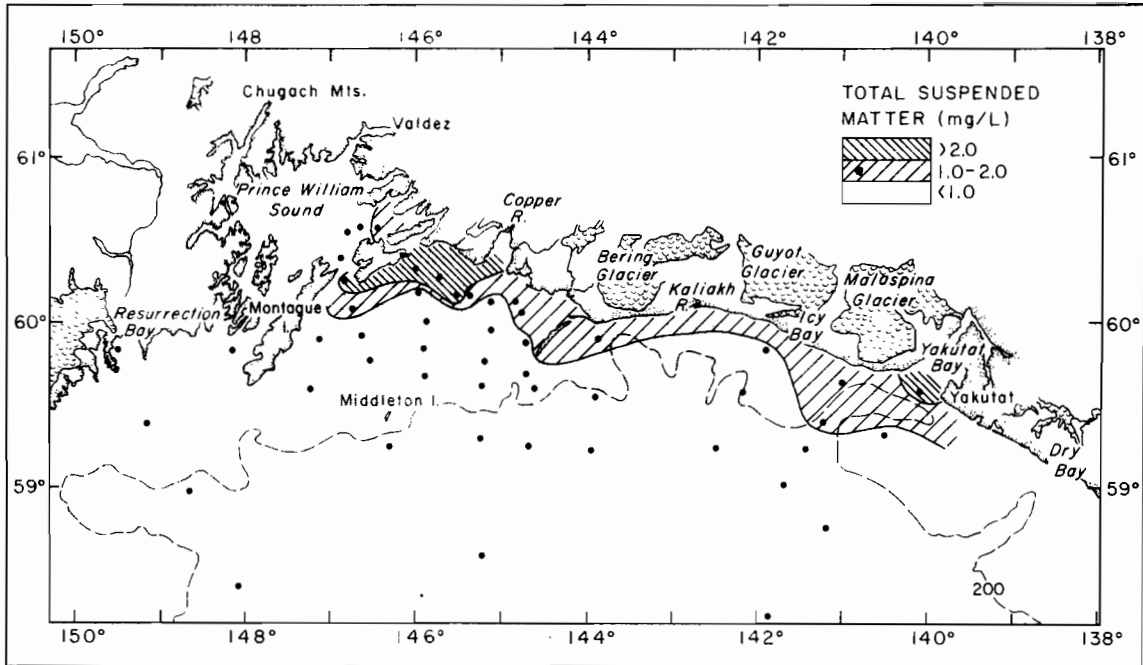 150° 148° 146° 144° 142° 140° 138°
TOTAL SUSPENDED
MATTER (mg/L)
>2.0
1.0-2.0
<1.0
Chugach Mts.
Valdez
61° 61°
Prince William
Sound
Copper
R.
Bering
Glacier
Guyot
Glacier
Malaspina
Glacier
Kaliakh
R.
Icy
Bay
Resurrection
Bay
Montague
I.
60° 60°
Yakutat
Bay
Yakutat
Middleton I.
Dry
Bay
59° 59°
200
150° 148° 146° 144° 142° 140° 138°